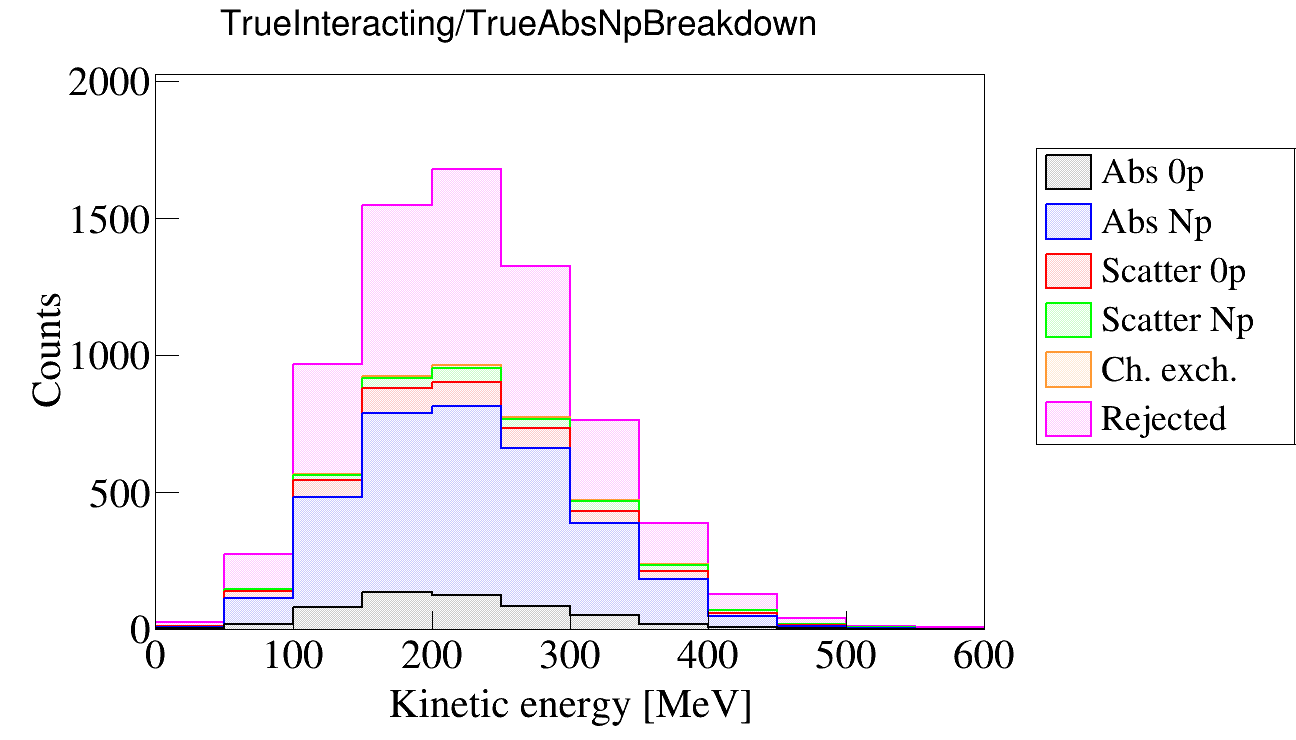 TrueInteracting/TrueAbsNpBreakdown
2000
1500
1000
500
0
Counts
0 100 200 300 400 500 600
Kinetic energy [MeV]
Abs 0p
Abs Np
Scatter 0p
Scatter Np
Ch. exch.
Rejected